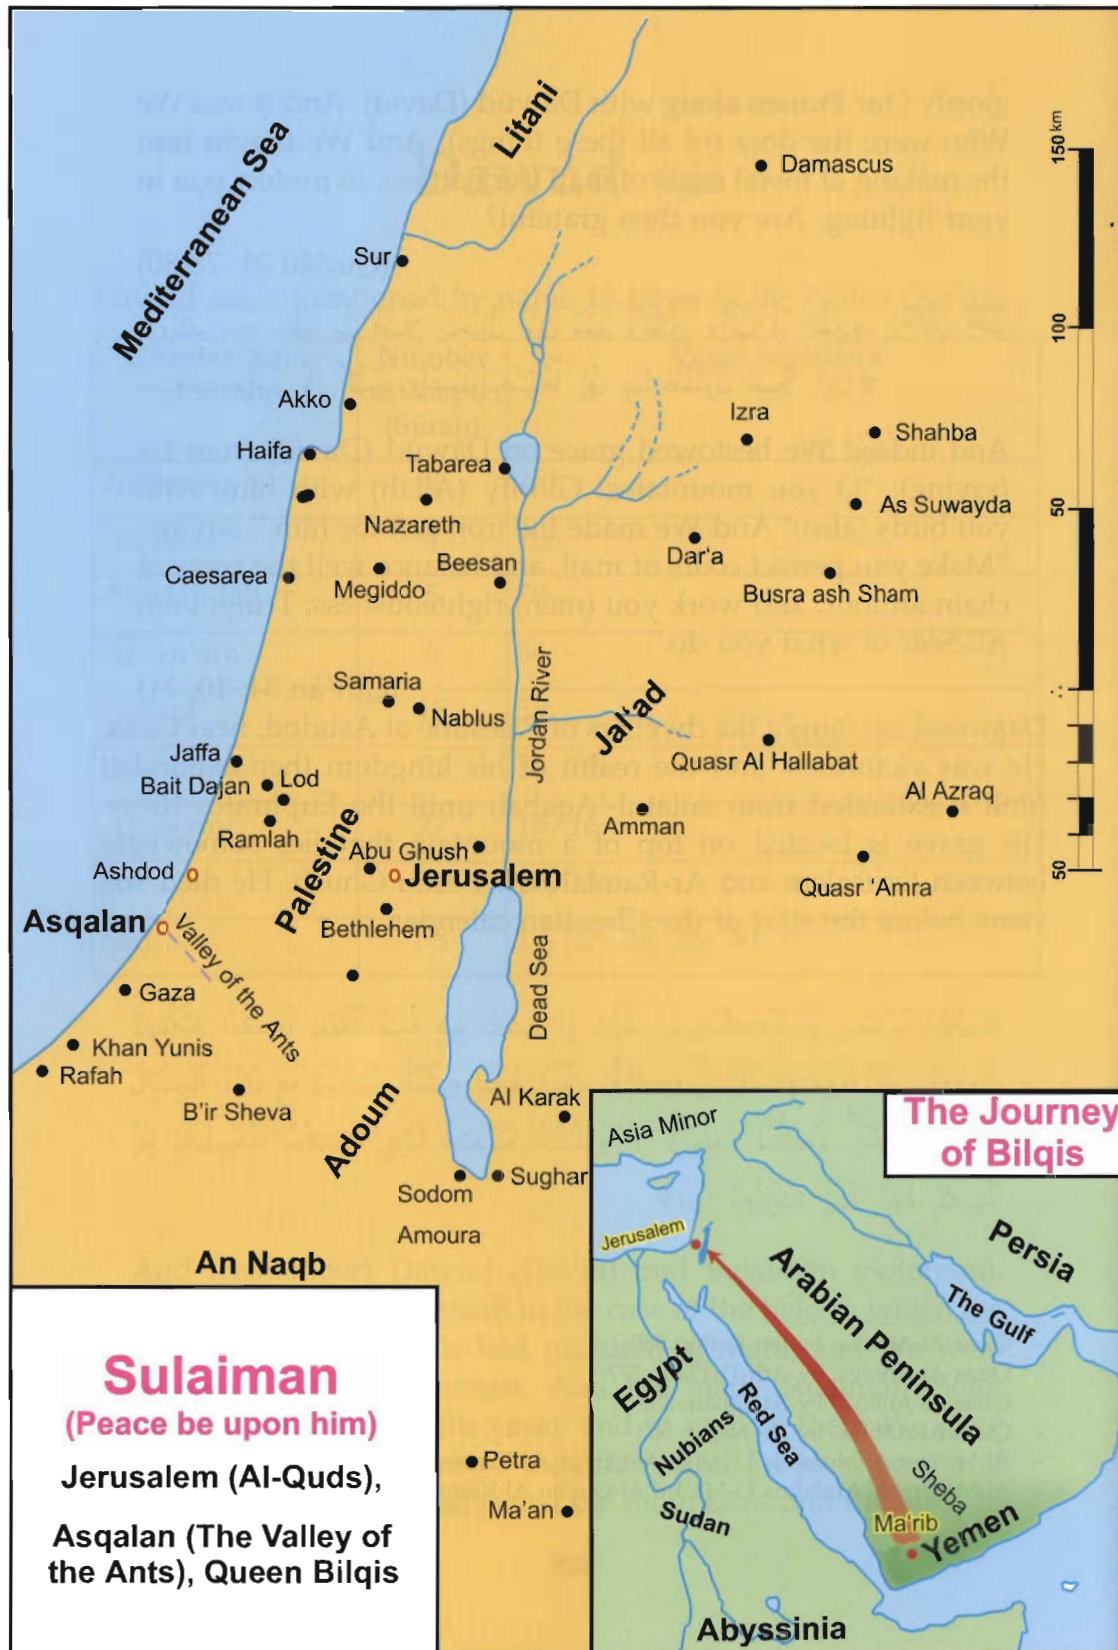 Mediterranean Sea
Litani
Damascus
Sur
Akko
Haifa
Tabarea
Nazareth
Izra
Shahba
As Suwayda
Dar‘a
Busra ash Sham
Caesarea
Megiddo
Beesan
Samaria
Nablus
Jordan River
Jal‘ad
Jaffa
Bait Dajan
Lod
Ramlah
Quasr Al Hallabat
Al Azraq
Amman
Quasr ‘Amra
Palestine
Abu Ghush
Jerusalem
Ashdod
Asqalan
Valley of the Ants
Bethlehem
Dead Sea
Gaza
Khan Yunis
Rafah
B'ir Sheva
Adoum
Al Karak
Sodom
Sughar
Amoura
An Naqb
Petra
Ma'an
150 km
100
50
50
Sulaiman
(Peace be upon him)
Jerusalem (Al-Quds),
Asqalan (The Valley of
the Ants), Queen Bilqis
The Journey
of Bilqis
Asia Minor
Jerusalem
Persia
The Gulf
Arabian Peninsula
Egypt
Red Sea
Nubians
Sudan
Sheba
Ma'rib
Yemen
Abyssinia